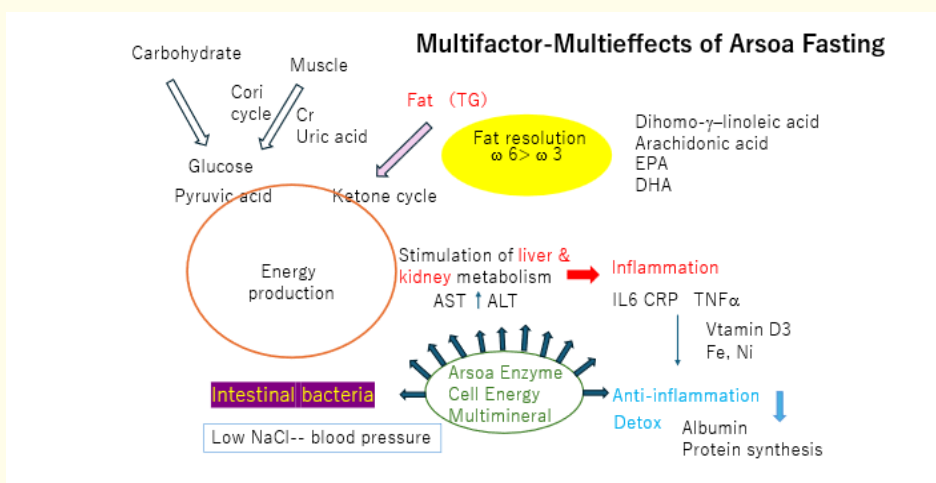 Multifactor-Multieffects of Arsoa Fasting
Carbohydrate
Muscle
Cori
cycle
Cr
Uric acid
Glucose
Pyruvic acid
Fat (TG)
Fat resolution
ω 6> ω 3
Dihomo-γ–linoleic acid
Arachidonic acid
EPA
DHA
Ketone cycle
Energy
production
Stimulation of liver &
kidney metabolism
AST ↑ ALT
Inflammation
IL6 CRP TNFα
Vtamin D3
Fe, Ni
Arsoa Enzyme
Cell Energy
Multimineral
Intestinal bacteria
Low NaCl-- blood pressure
Anti-inflammation
Detox
Albumin
Protein synthesis